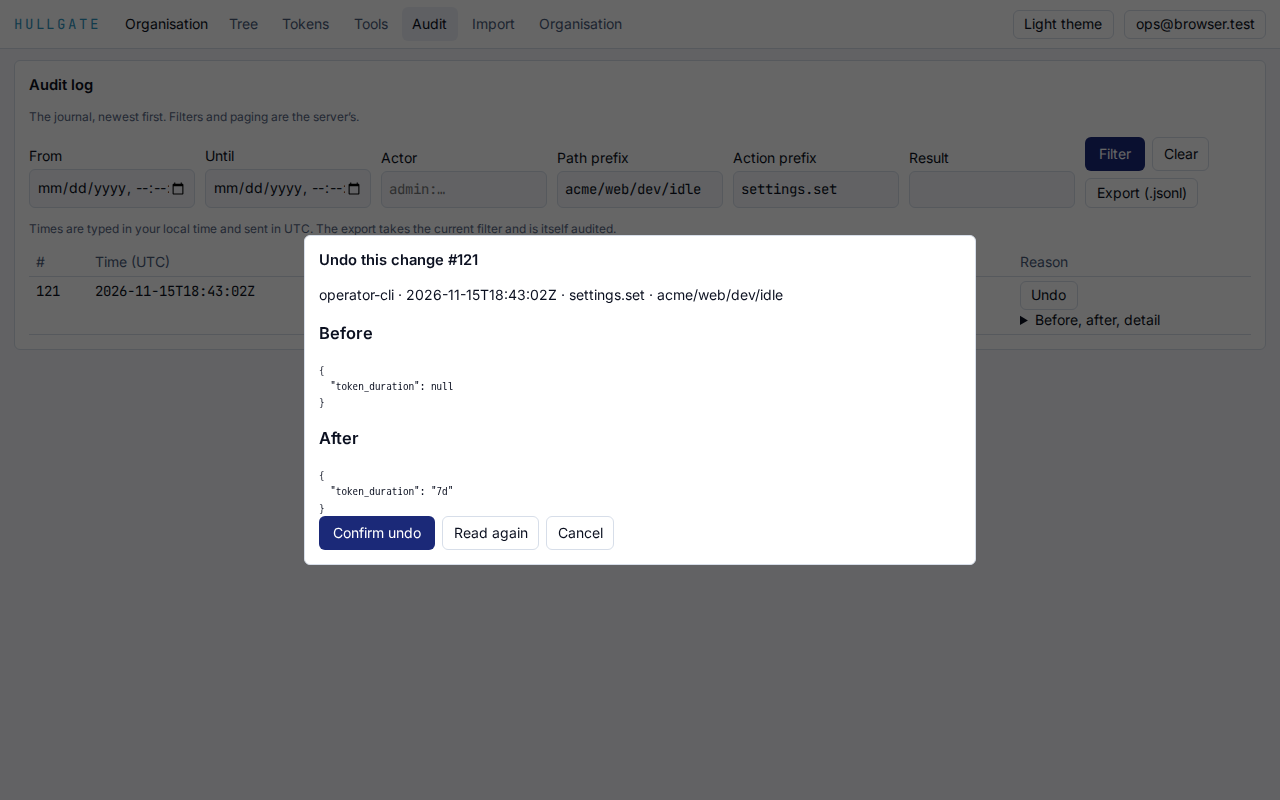 HULLGATE Organisation Tree Tokens Tools Audit Import Organisation Light theme ops@browser.test
Audit log
The journal, newest first. Filters and paging are the server's.
From Until Actor Path prefix Action prefix Result Filter Clear
mm/dd/yyyy, --:--: mm/dd/yyyy, --:--: admin:… acme/web/dev/idle settings.set Export (.jsonl)
Times are typed in your local time and sent in UTC. The export takes the current filter and is itself audited.
# Time (UTC) Reason
121 2026-11-15T18:43:02Z Undo
Before, after, detail
Undo this change #121
operator-cli · 2026-11-15T18:43:02Z · settings.set · acme/web/dev/idle
Before
{
"token_duration": null
}
After
{
"token_duration": "7d"
}
Confirm undo Read again Cancel